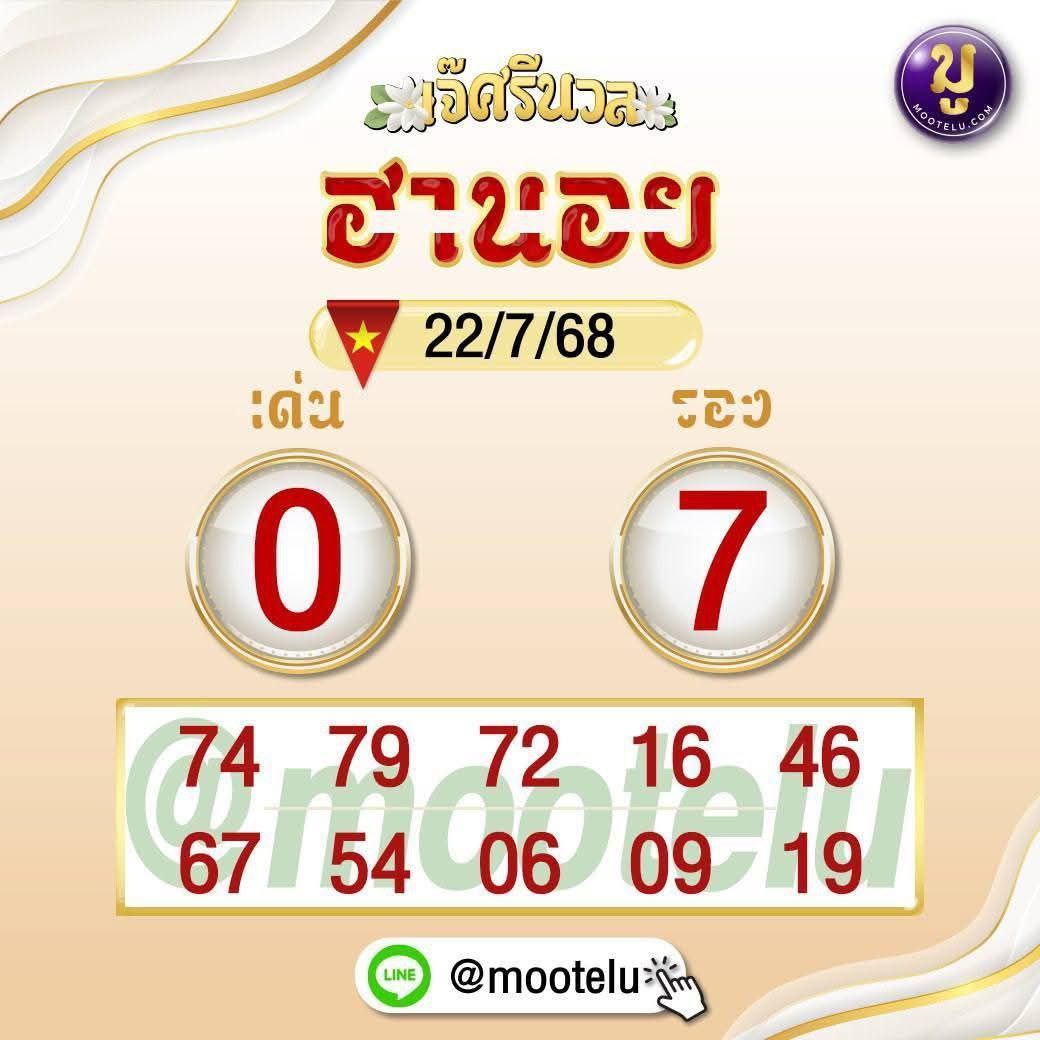 เจ๊ศรีนวล
มู
MOOTELU.COM
ฮานอย
22/7/68
เด่น รอง
0 7
74 79 72 16 46
67 54 06 09 19
@mootelu
LINE @mootelu